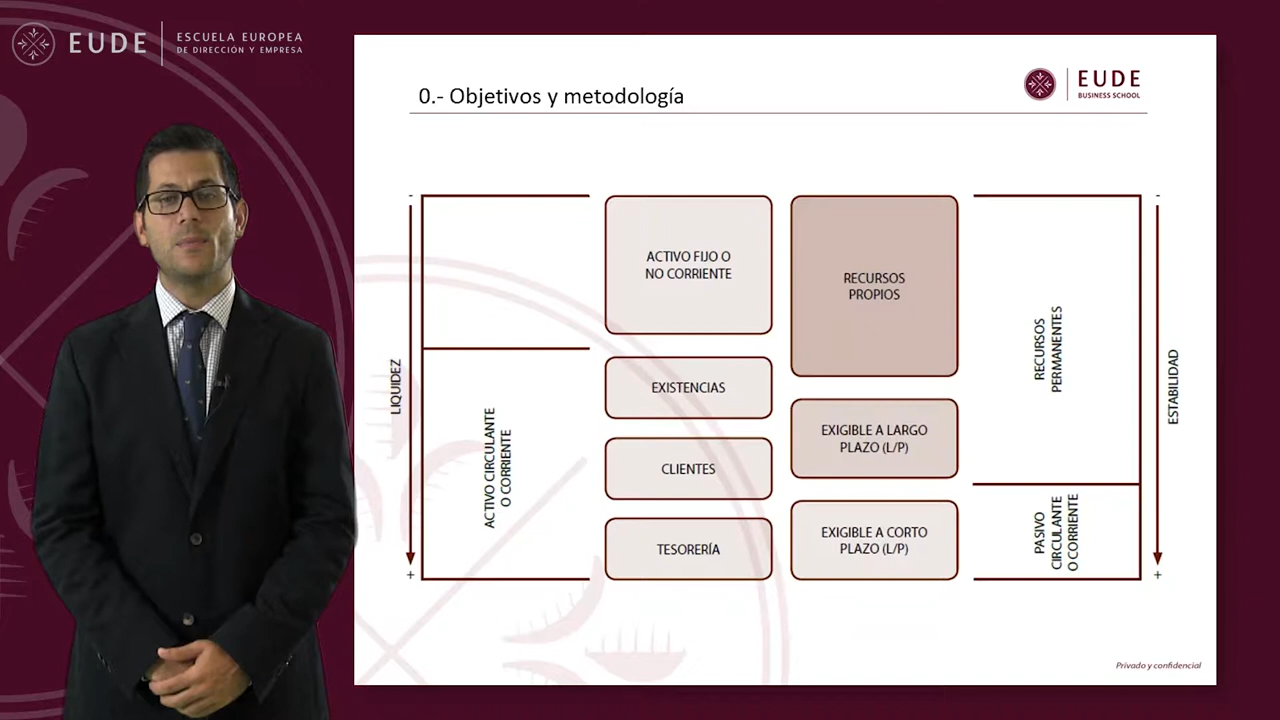 EUDE
ESCUELA EUROPEA
DE DIRECCIÓN Y EMPRESA
0.- Objetivos y metodología
EUDE
BUSINESS SCHOOL
-
LIQUIDEZ
+
ACTIVO CIRCULANTE
O CORRIENTE
ACTIVO FIJO O
NO CORRIENTE
EXISTENCIAS
CLIENTES
TESORERÍA
RECURSOS
PROPIOS
EXIGIBLE A LARGO
PLAZO (L/P)
EXIGIBLE A CORTO
PLAZO (L/P)
RECURSOS
PERMANENTES
PASIVO
CIRCULANTE
O CORRIENTE
-
ESTABILIDAD
+
Privado y confidencial